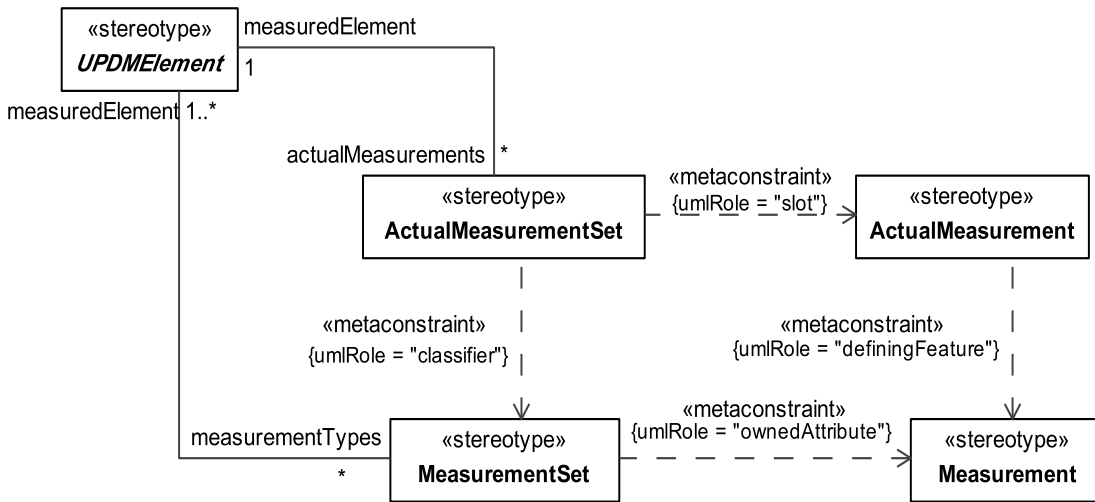 «stereotype»
UPDMElement
measuredElement
1
measuredElement 1..*
actualMeasurements *
«stereotype»
ActualMeasurementSet
«metaconstraint»
{umlRole = "slot"}
«stereotype»
ActualMeasurement
«metaconstraint»
{umlRole = "classifier"}
«metaconstraint»
{umlRole = "definingFeature"}
measurementTypes
*
«stereotype»
MeasurementSet
«metaconstraint»
{umlRole = "ownedAttribute"}
«stereotype»
Measurement